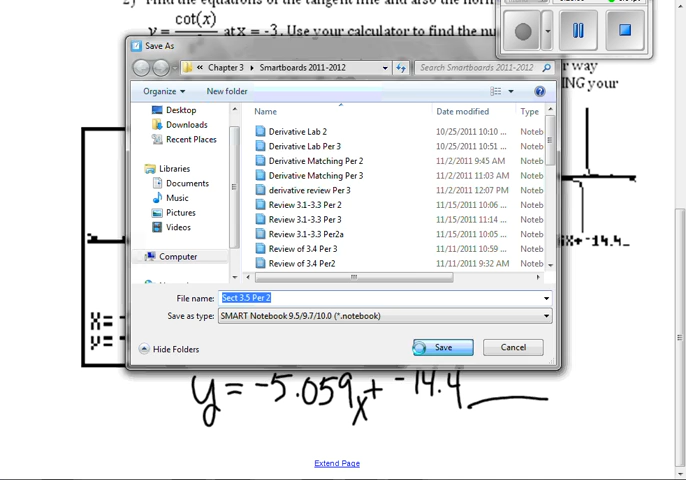 2) Find the equations of the tangent line and also the norm
cot(x)
y = at x = -3. Use your calculator to find the nu
r way
ING your
Save As
« Chapter 3 ▸ Smartboards 2011-2012
Search Smartboards 2011-2012
Organize ▾ New folder
Name Date modified Type
Desktop
Downloads
Recent Places
Libraries
Documents
Music
Pictures
Videos
Computer
Derivative Lab 2 10/25/2011 10:10 ... Noteb
Derivative Lab Per 3 10/25/2011 10:51 ... Noteb
Derivative Matching Per 2 11/2/2011 9:45 AM Noteb
Derivative Matching Per 3 11/2/2011 11:03 AM Noteb
derivative review Per 3 11/2/2011 12:07 PM Noteb
Review 3.1-3.3 Per 2 11/15/2011 10:06 ... Noteb
Review 3.1-3.3 Per 3 11/15/2011 11:14 ... Noteb
Review 3.1-3.3 Per2a 11/15/2011 10:05 ... Noteb
Review of 3.4 Per 3 11/11/2011 10:59 ... Noteb
Review of 3.4 Per2 11/11/2011 9:32 AM Noteb
File name: Sect 3.5 Per 2
Save as type: SMART Notebook 9.5/9.7/10.0 (*.notebook)
Hide Folders Save Cancel
X+-14.4_
X= -
y= -
y = -5.059x + -14.4
Extend Page